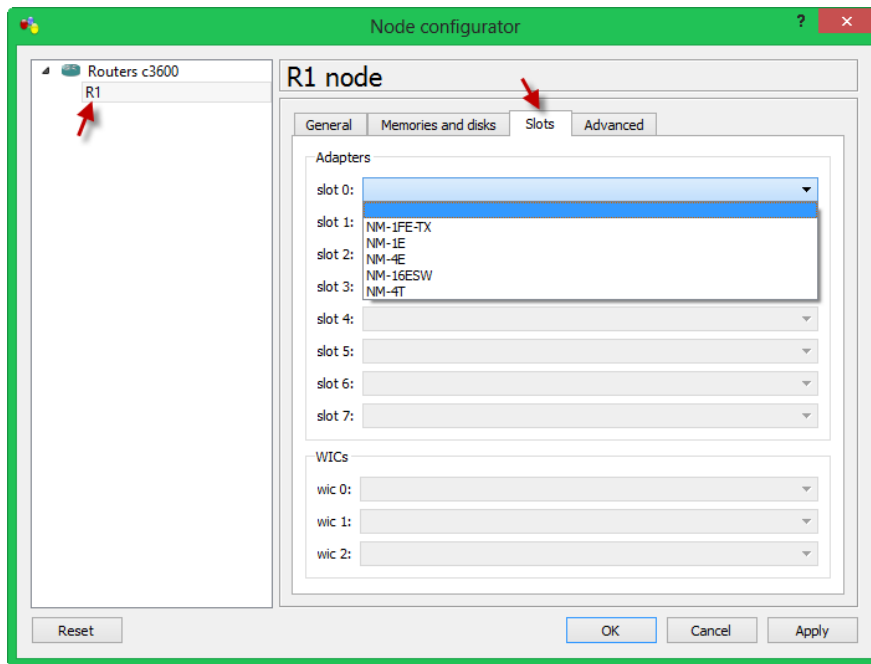 Node configurator
?
×
Routers c3600
R1
R1 node
General
Memories and disks
Slots
Advanced
Adapters
slot 0:
slot 1:
NM-1FE-TX
NM-1E
slot 2:
NM-4E
NM-16ESW
slot 3:
NM-4T
slot 4:
slot 5:
slot 6:
slot 7:
WICs
wic 0:
wic 1:
wic 2:
Reset
OK
Cancel
Apply